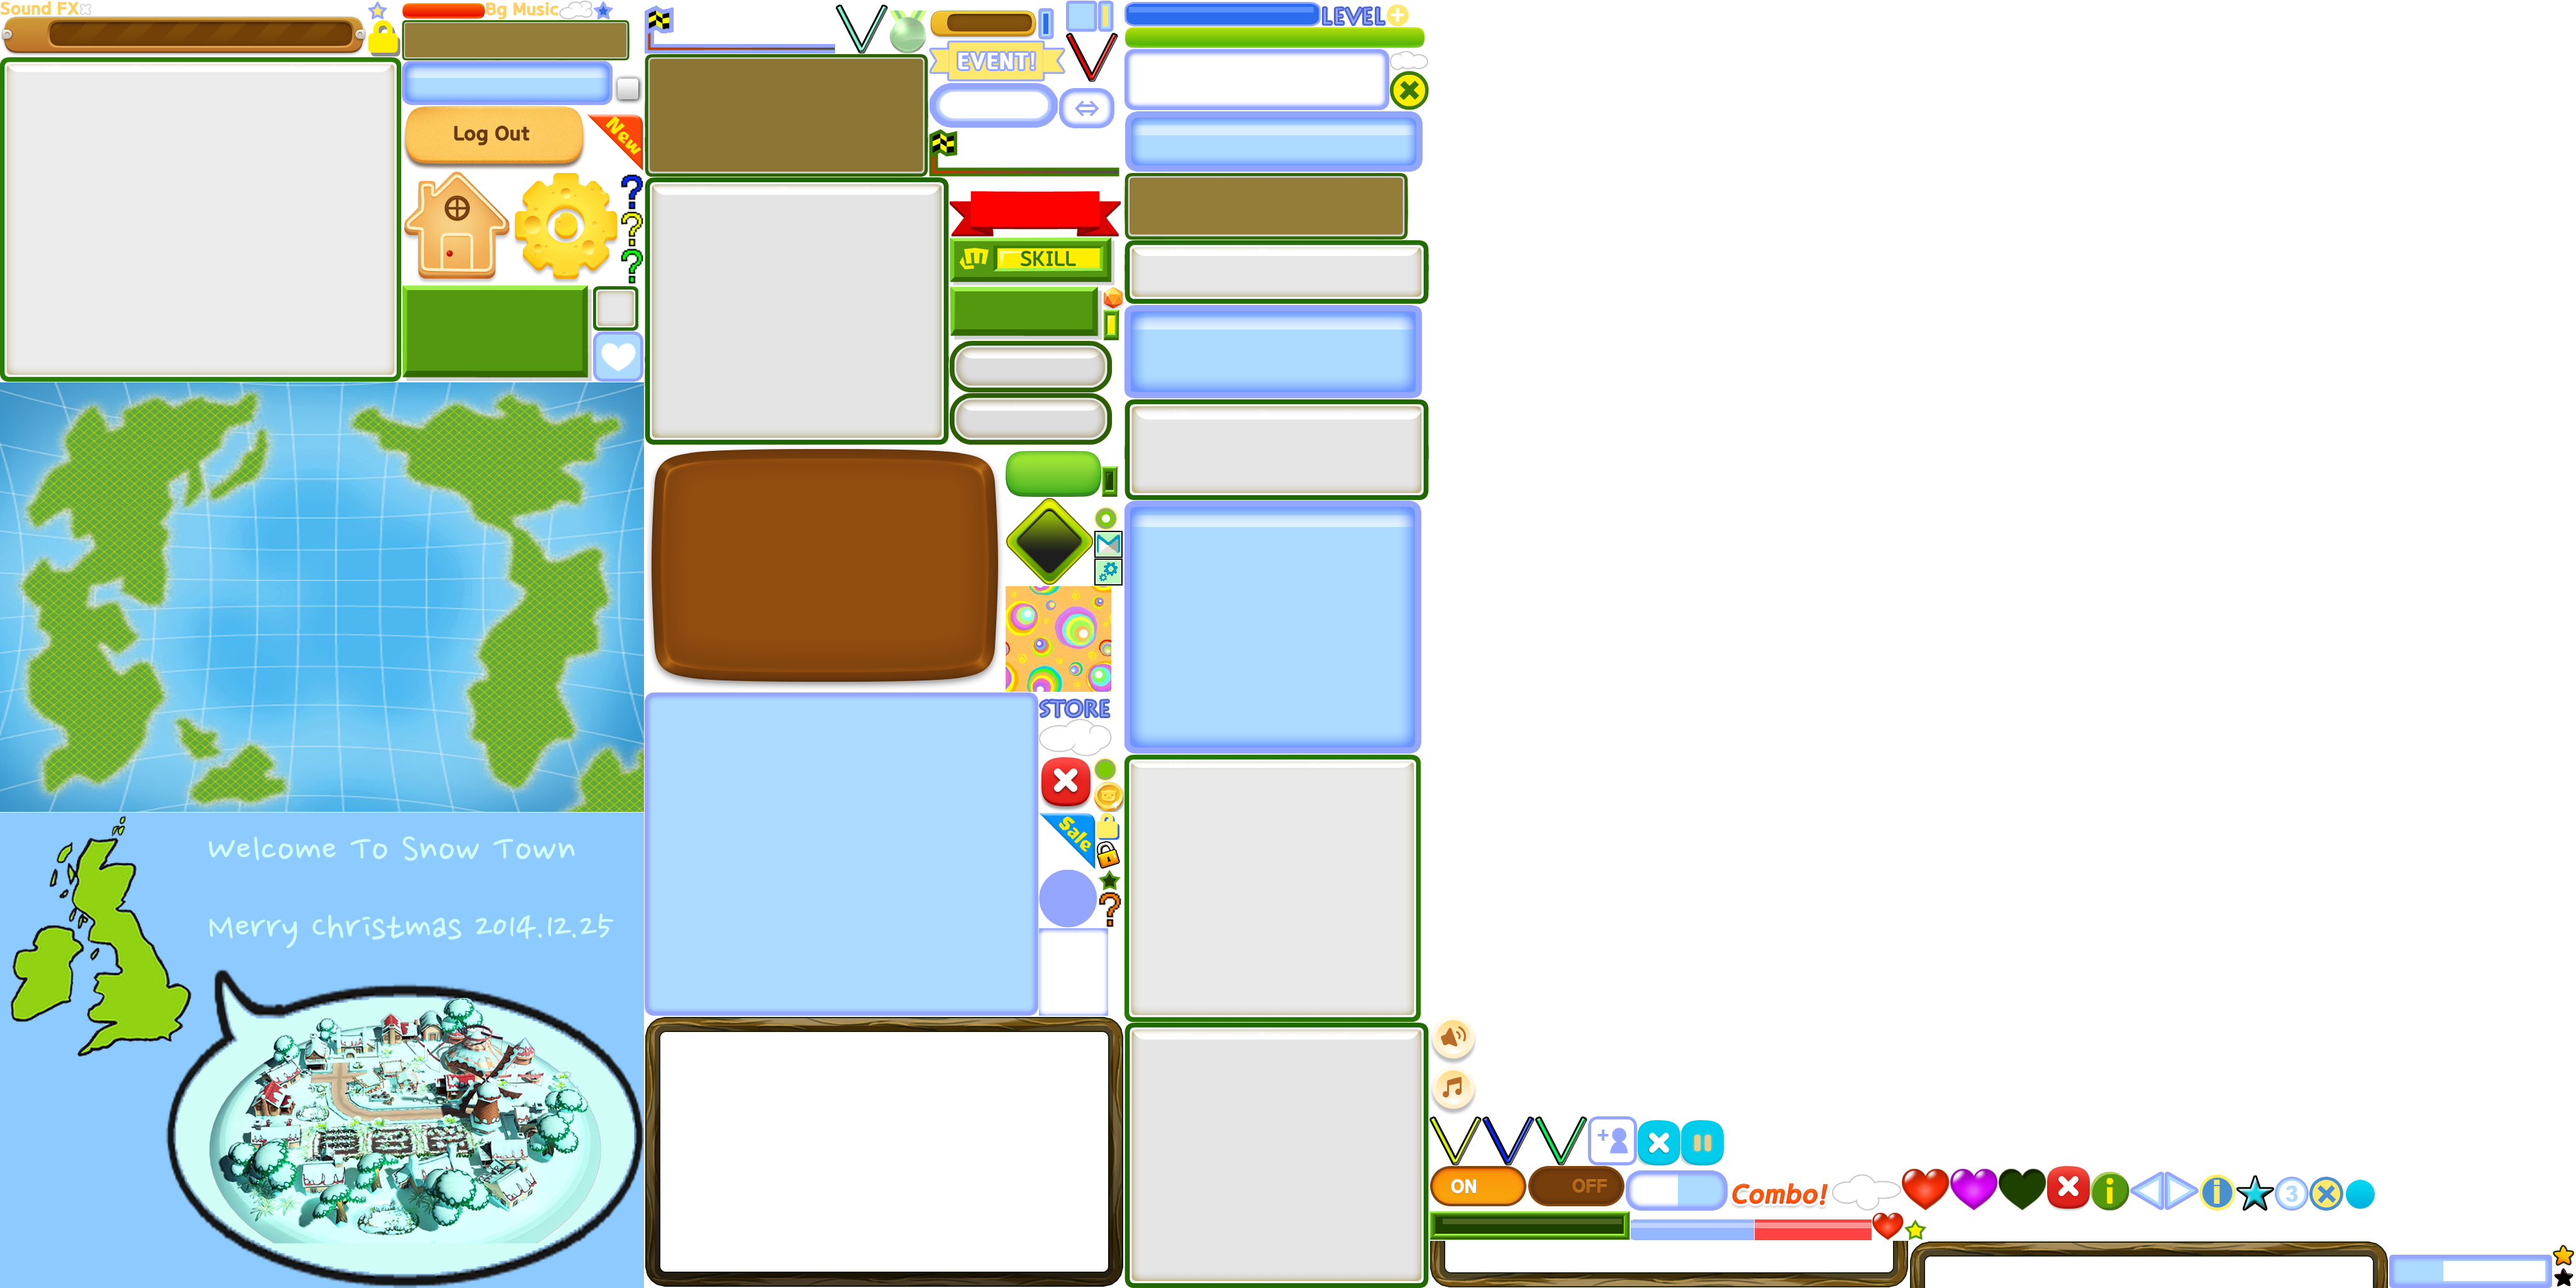 Sound FX
Bg Music
LEVEL
EVENT!
Log Out
New
SKILL
STORE
Sale
Welcome To Snow Town
Merry Christmas 2014.12.25
ON
OFF
Combo!
3